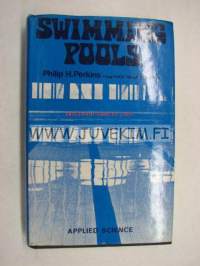 SWIMMING
POOLS
Philip H. Perkins
WWW.JUVEKIM.FI
APPLIED SCIENCE